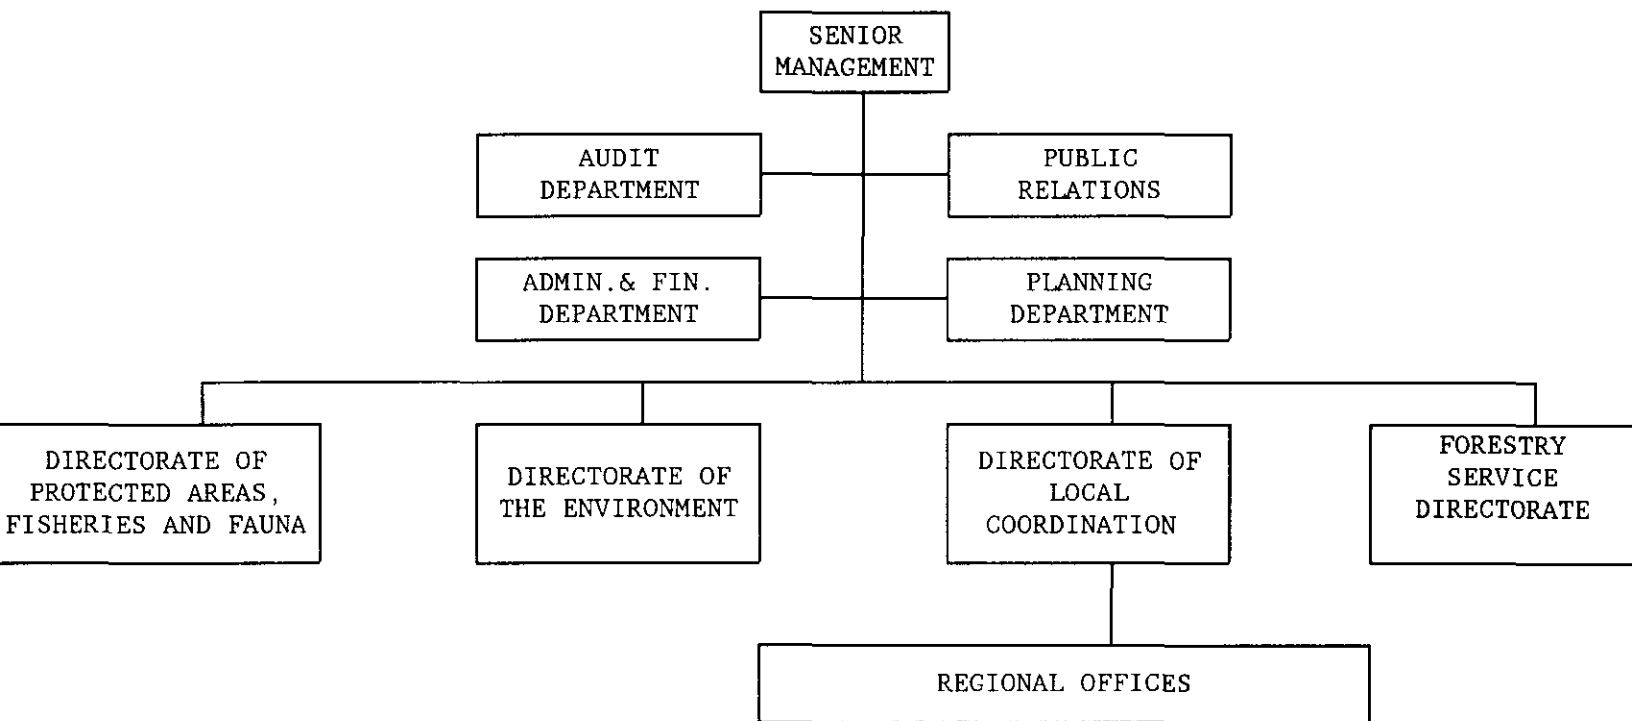 SENIOR
MANAGEMENT
AUDIT
DEPARTMENT
PUBLIC
RELATIONS
ADMIN.& FIN.
DEPARTMENT
PLANNING
DEPARTMENT
DIRECTORATE OF
PROTECTED AREAS,
FISHERIES AND FAUNA
DIRECTORATE OF
THE ENVIRONMENT
DIRECTORATE OF
LOCAL
COORDINATION
FORESTRY
SERVICE
DIRECTORATE
REGIONAL OFFICES